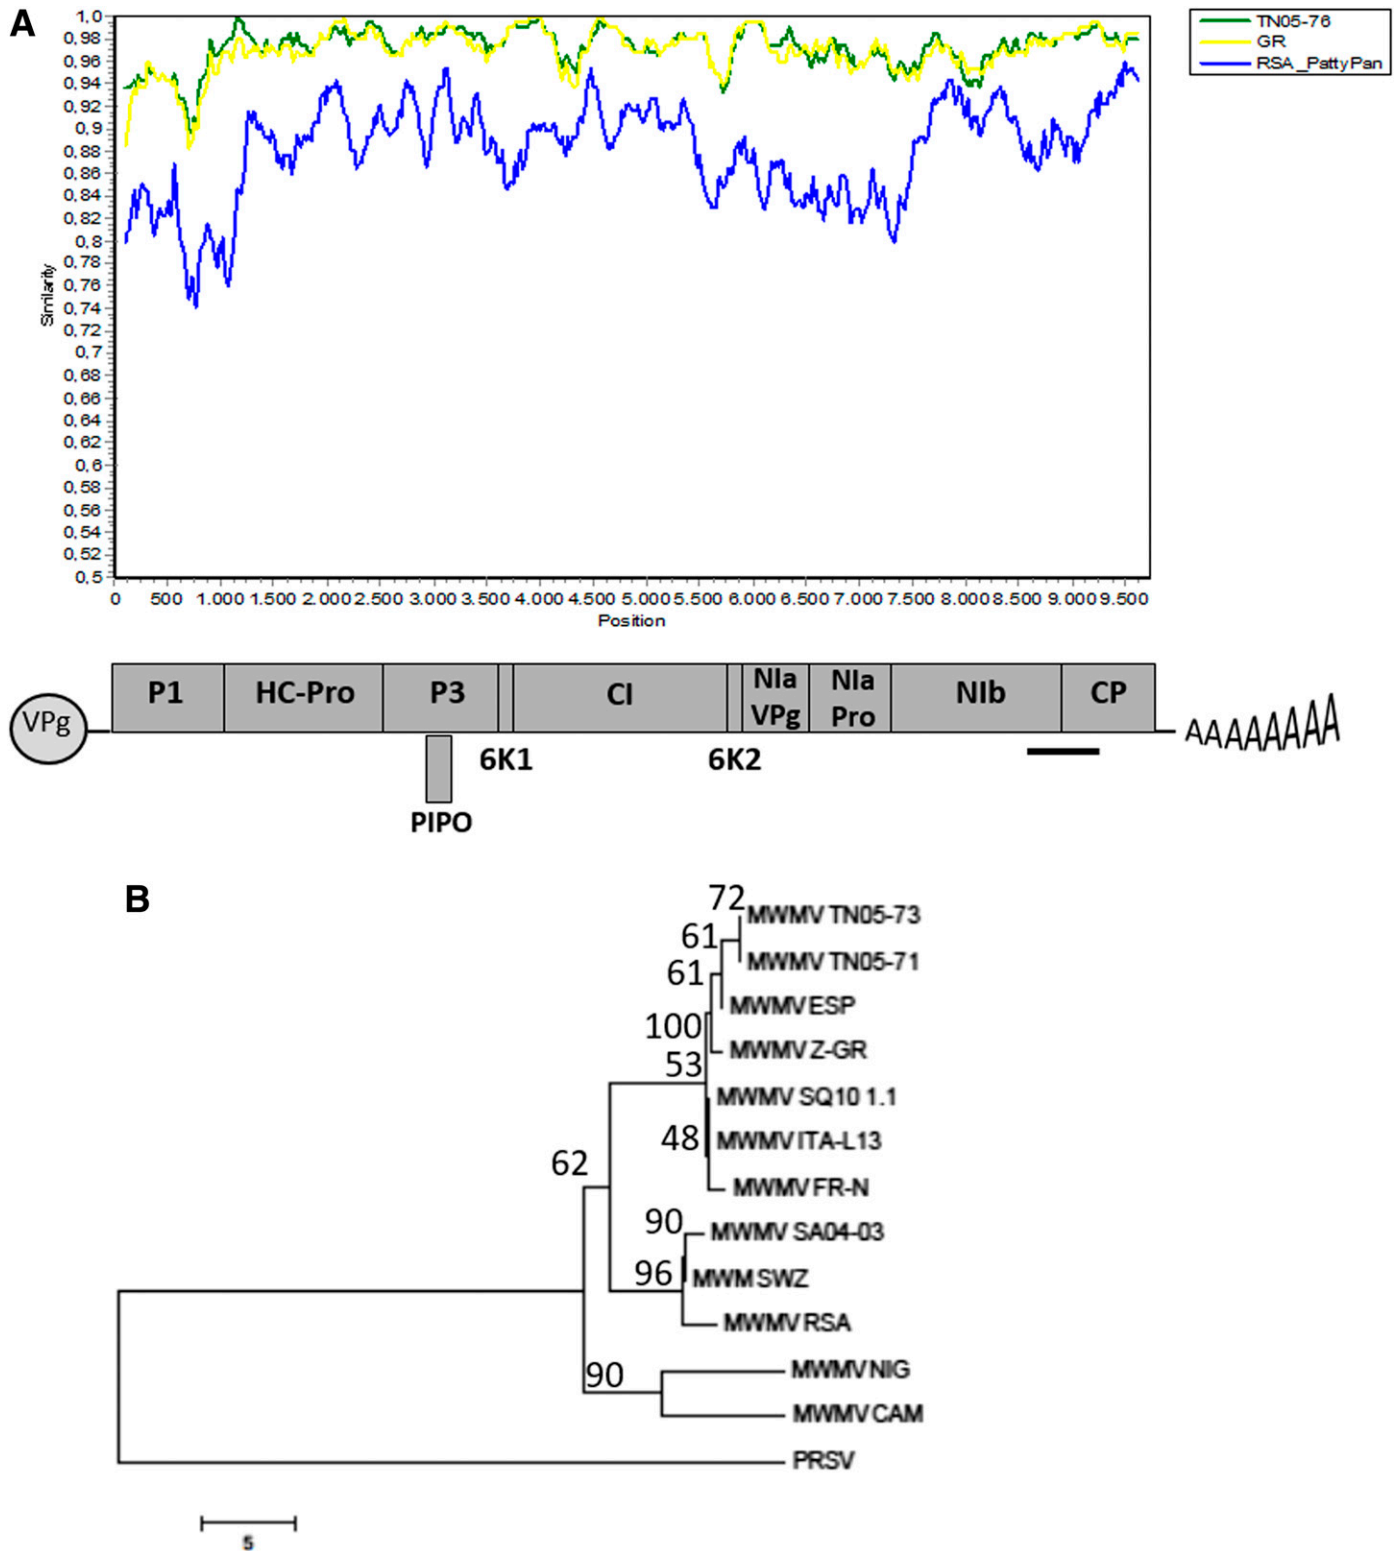 A
1.0
0.98
0.96
0.94
0.92
0.9
0.88
0,86
0,84
0,82
0,8
0,78
0,76
0,74
0,72
0,7
0,68
0,66
0,64
0,62
0,6
0,58
0,56
0,54
0,52
0,5
Similarity
0 500 1.000 1.500 2.000 2.500 3.000 3.500 4.000 4.500 5.000 5.500 6.000 6.500 7.000 7.500 8.000 8.500 9.000 9.500
Position
TN05-76
GR
RSA_PattyPan
VPg
P1 HC-Pro P3 CI NIa VPg NIa Pro NIb CP
AAAAAAAA
6K1 6K2
PIPO
B
72
MWMV TN05-73
61
MWMV TN05-71
61
MWMV ESP
100
MWMV Z-GR
53
MWMV SQ10 1.1
48
MWMV ITA-L13
62
MWMV FR-N
90
MWMV SA04-03
96
MWM SWZ
MWMV RSA
90
MWMV NIG
MWMV CAM
PRSV
5